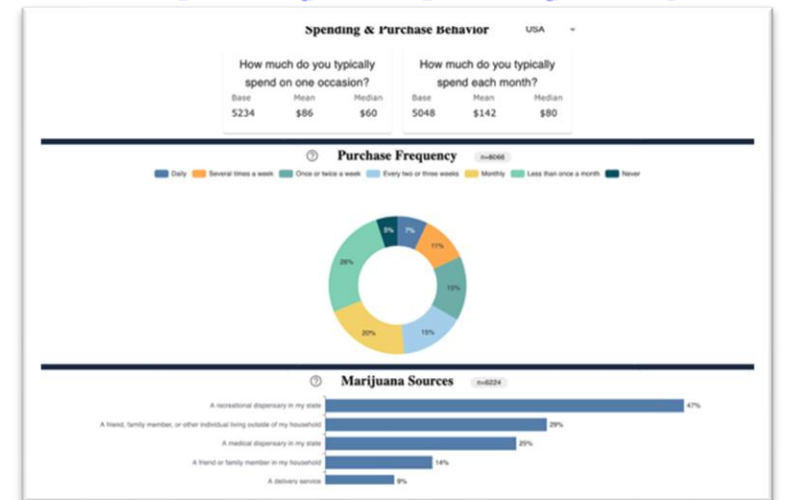 Spending & Purchase Behavior USA
How much do you typically
spend on one occasion?
Base Mean Median
5234 $86 $60
How much do you typically
spend each month?
Base Mean Median
5048 $142 $80
Purchase Frequency n=8066
Daily Several times a week Once or twice a week Every two or three weeks Monthly Less than once a month Never
5% 7%
11%
26%
15%
20% 15%
Marijuana Sources n=6224
A recreational dispensary in my state 47%
A friend, family member, or other individual living outside of my household 29%
A medical dispensary in my state 25%
A friend or family member in my household 14%
A delivery service 9%